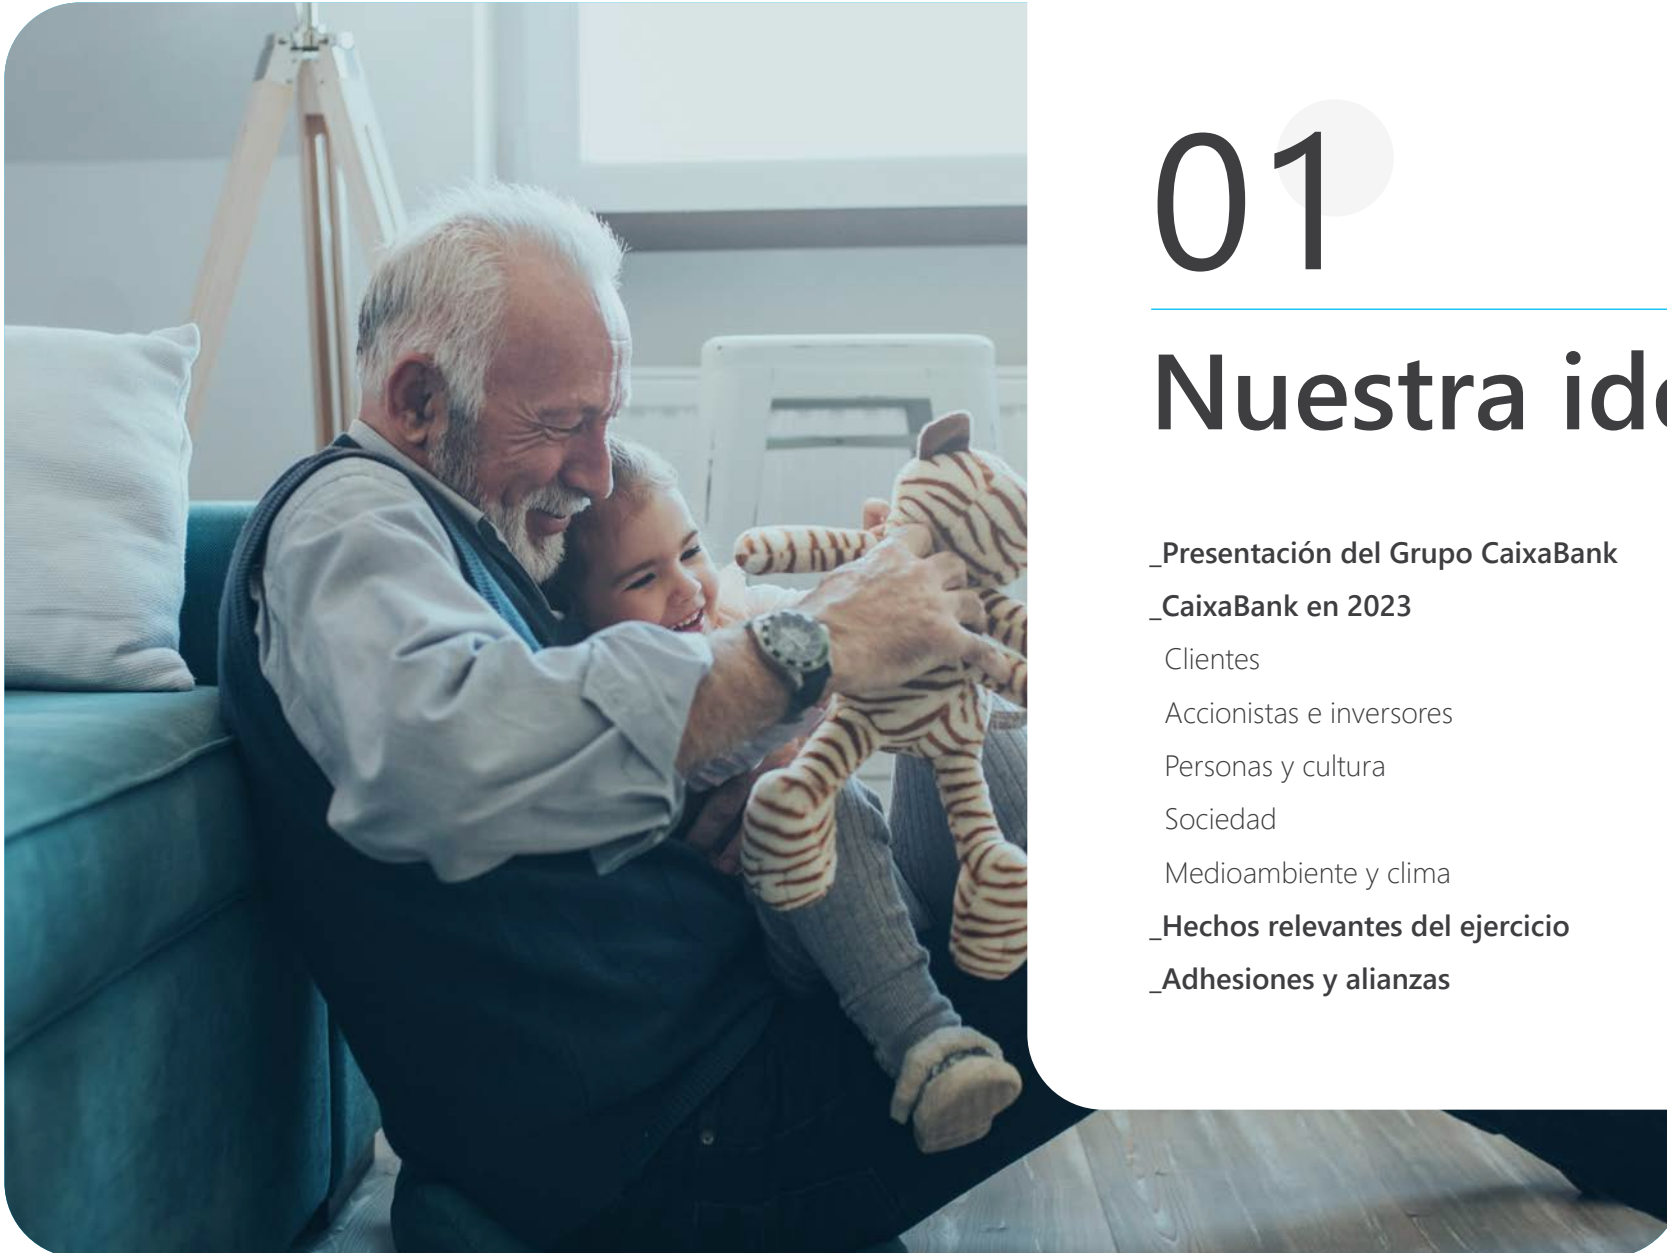 01
Nuestra
_Presentación del Grupo CaixaBank
_CaixaBank en 2023
Clientes
Accionistas e inversores
Personas y cultura
Sociedad
Medioambiente y clima
_Hechos relevantes del ejercicio
_Adhesiones y alianzas